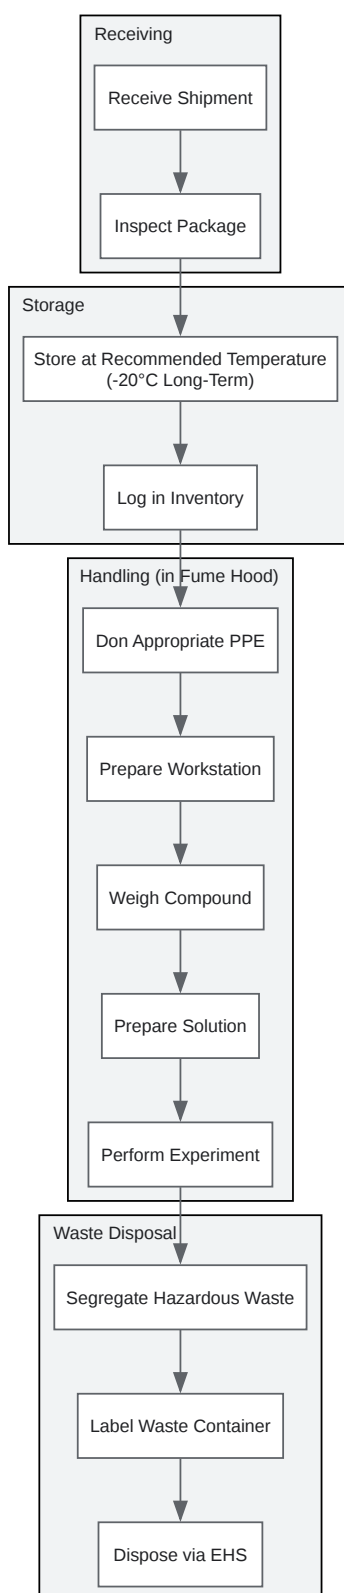 Receiving
Receive Shipment
Inspect Package
Storage
Store at Recommended Temperature
(-20°C Long-Term)
Log in Inventory
Handling (in Fume Hood)
Don Appropriate PPE
Prepare Workstation
Weigh Compound
Prepare Solution
Perform Experiment
Waste Disposal
Segregate Hazardous Waste
Label Waste Container
Dispose via EHS